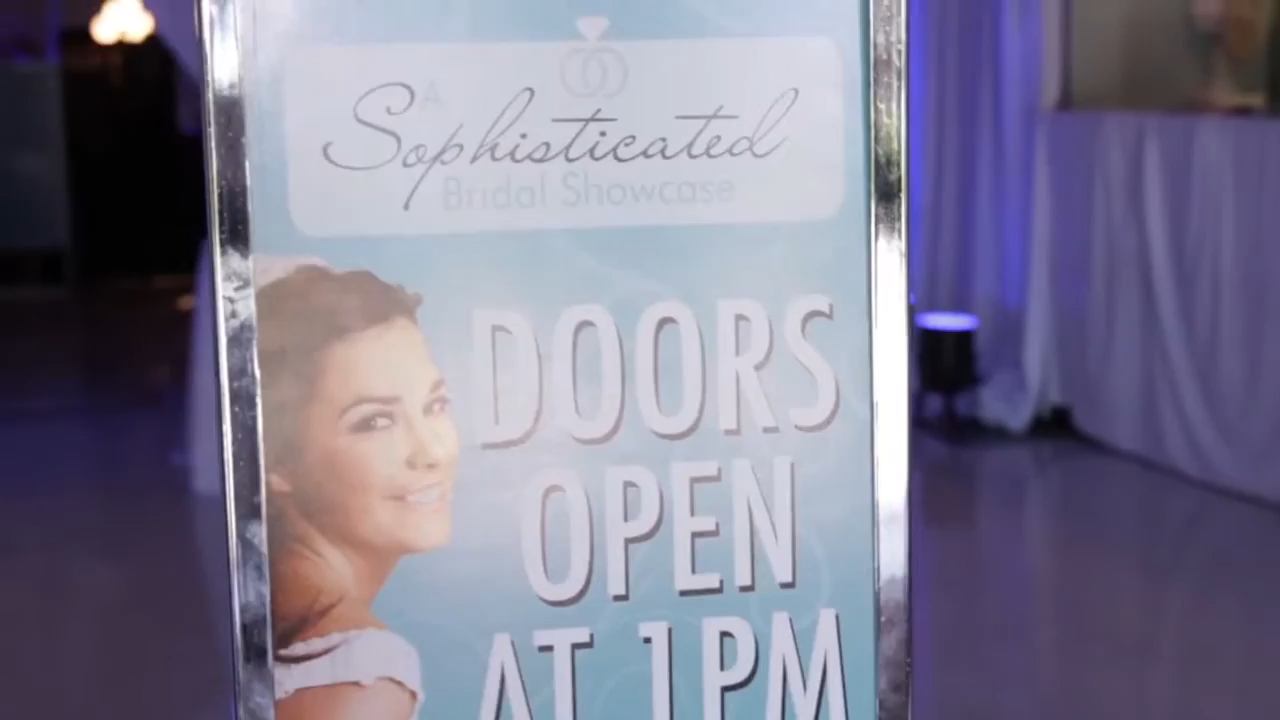 A
Sophisticated
Bridal Showcase
DOORS
OPEN
AT 1PM